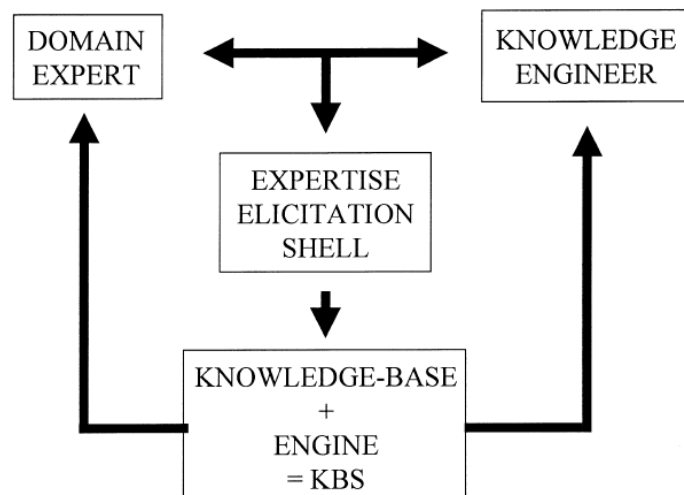 DOMAIN
EXPERT
KNOWLEDGE
ENGINEER
EXPERTISE
ELICITATION
SHELL
KNOWLEDGE-BASE
+
ENGINE
= KBS